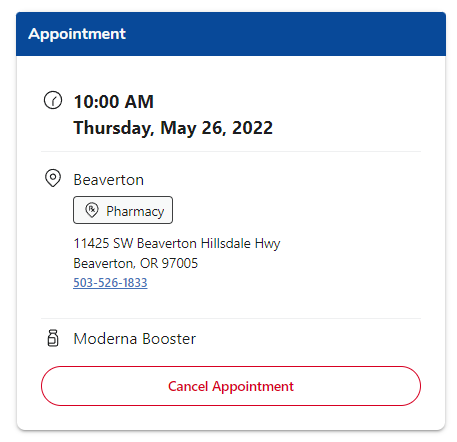 Appointment
10:00 AM
Thursday, May 26, 2022
Beaverton
Pharmacy
11425 SW Beaverton Hillsdale Hwy
Beaverton, OR 97005
503-526-1833
Moderna Booster
Cancel Appointment